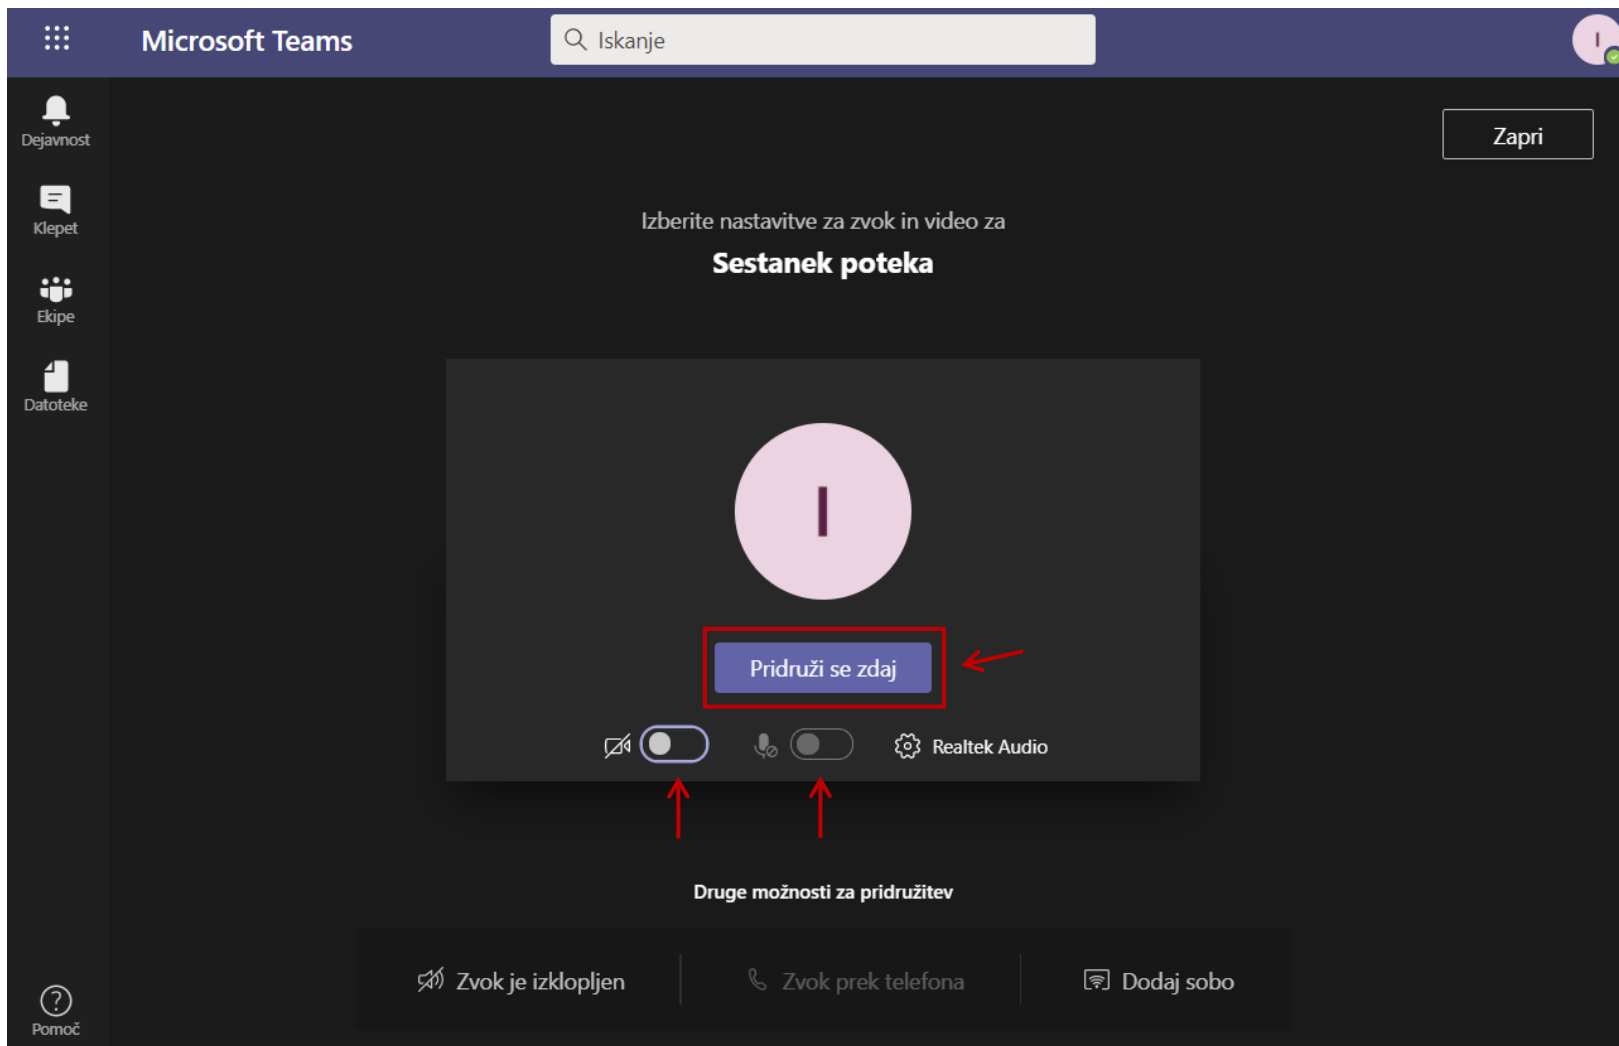 Microsoft Teams
Iskanje
I
Dejavnost
Klepet
Ekipe
Datoteke
Zapri
Izberite nastavitve za zvok in video za
Sestanek poteka
I
Pridruži se zdaj
Realtek Audio
Druge možnosti za pridružitev
Zvok je izklopljen
Zvok prek telefona
Dodaj sobo
Pomoč